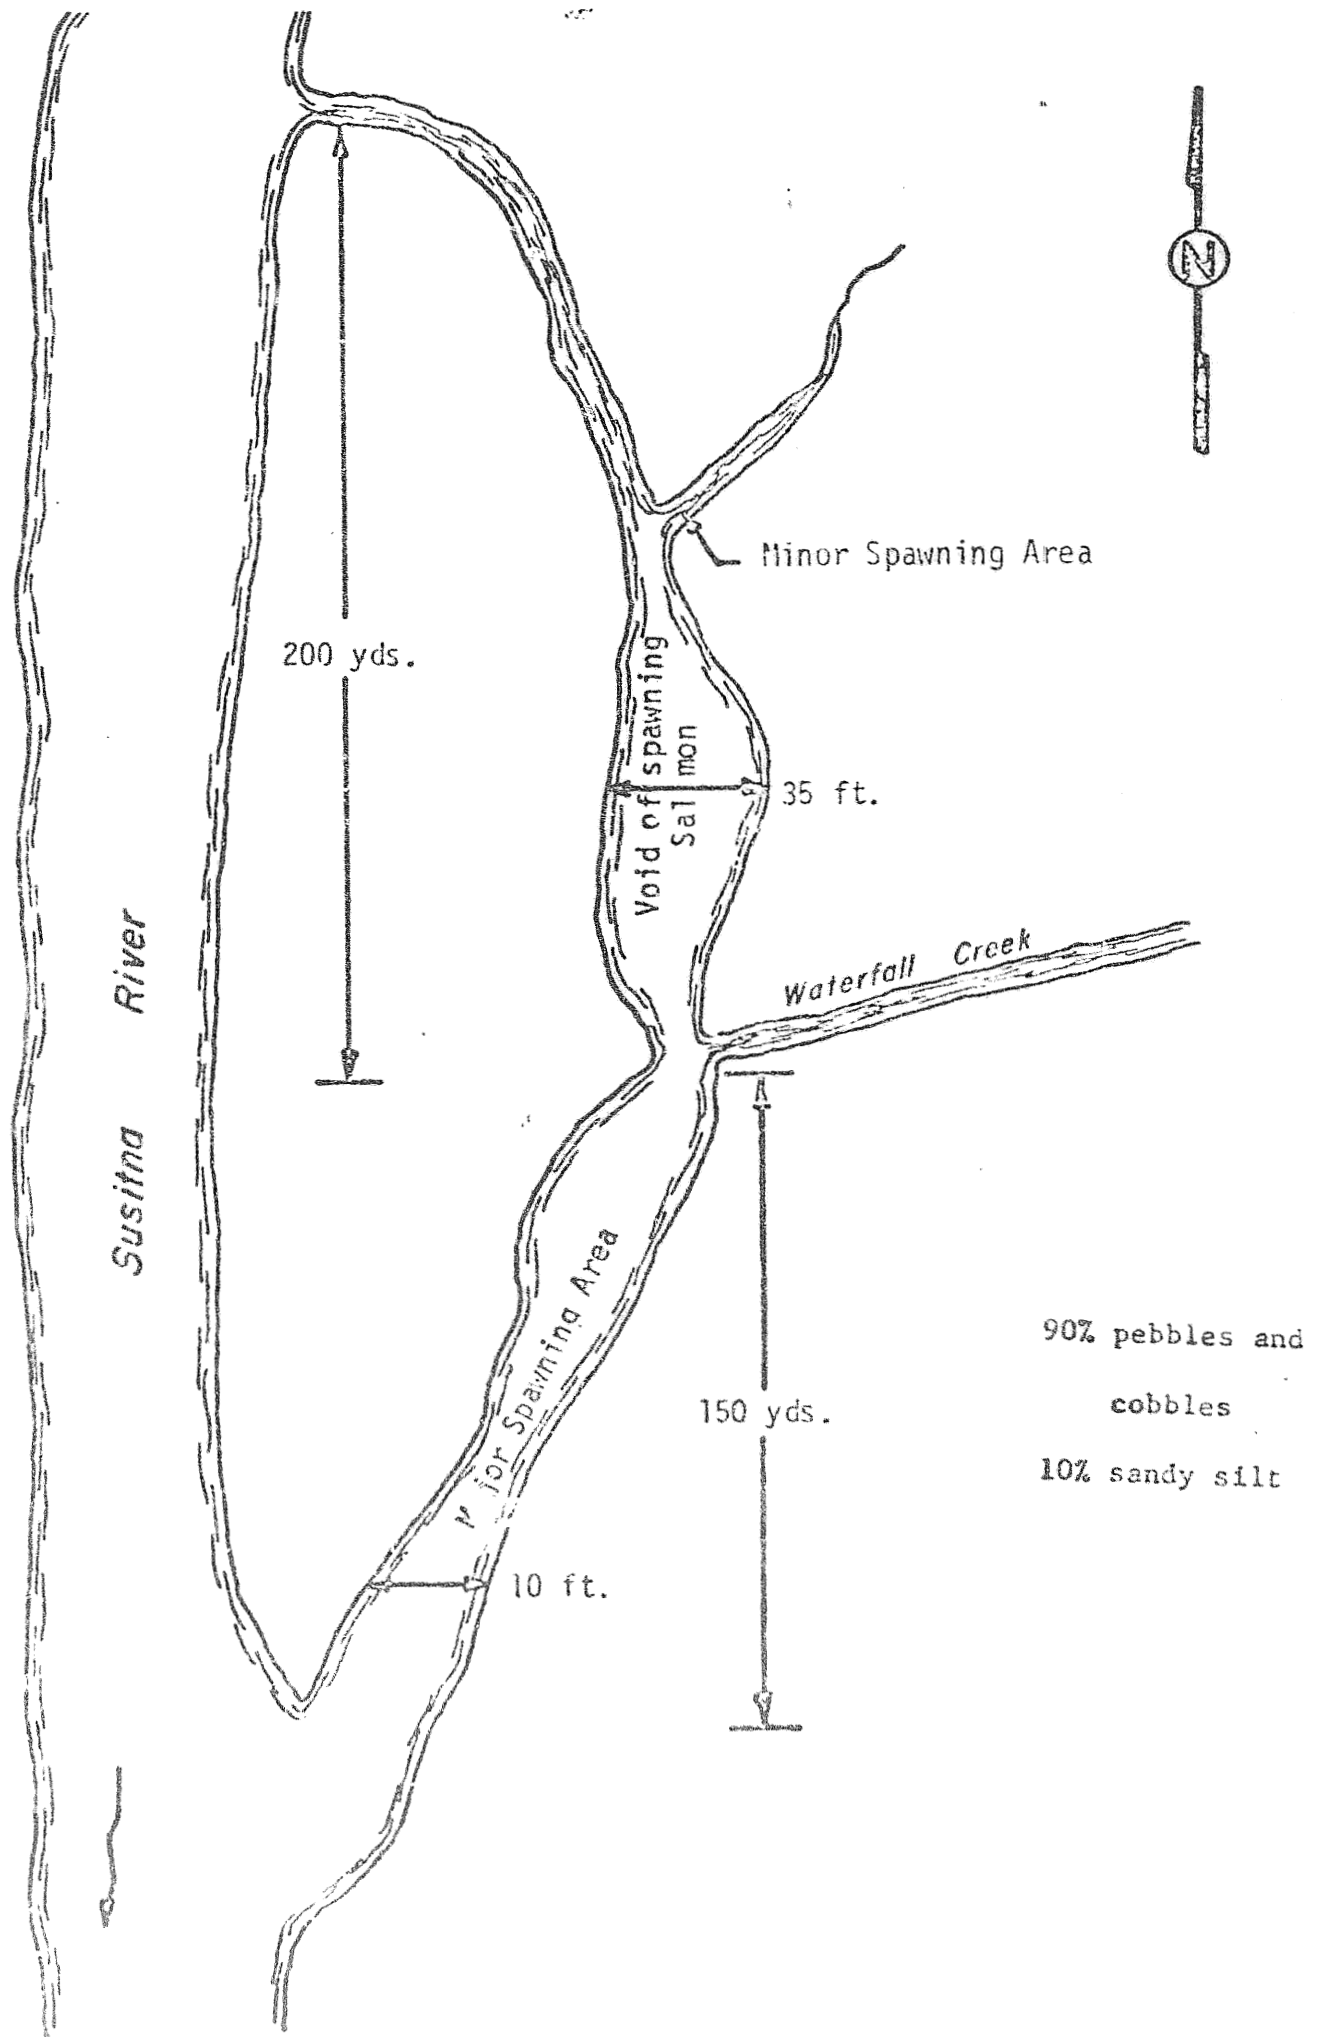 N
Minor Spawning Area
200 yds.
Void of spawning
Salmon
35 ft.
Waterfall Creek
Susitna River
Spawning Area
150 yds.
90% pebbles and
cobbles
10% sandy silt
10 ft.